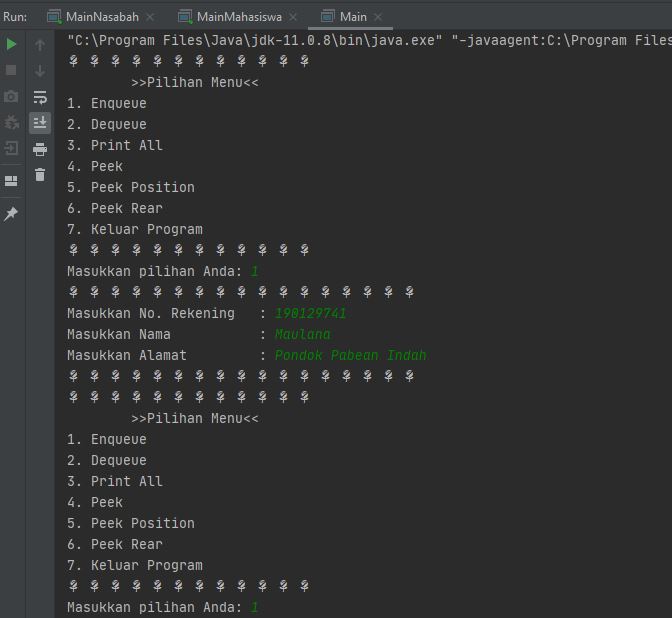 Run: MainNasabah MainMahasiswa Main
"C:\Program Files\Java\jdk-11.0.8\bin\java.exe" "-javaagent:C:\Program Files
>>Pilihan Menu<<
1. Enqueue
2. Dequeue
3. Print All
4. Peek
5. Peek Position
6. Peek Rear
7. Keluar Program
Masukkan pilihan Anda: 1
Masukkan No. Rekening : 190129741
Masukkan Nama : Maulana
Masukkan Alamat : Pondok Pabean Indah
>>Pilihan Menu<<
1. Enqueue
2. Dequeue
3. Print All
4. Peek
5. Peek Position
6. Peek Rear
7. Keluar Program
Masukkan pilihan Anda: 1